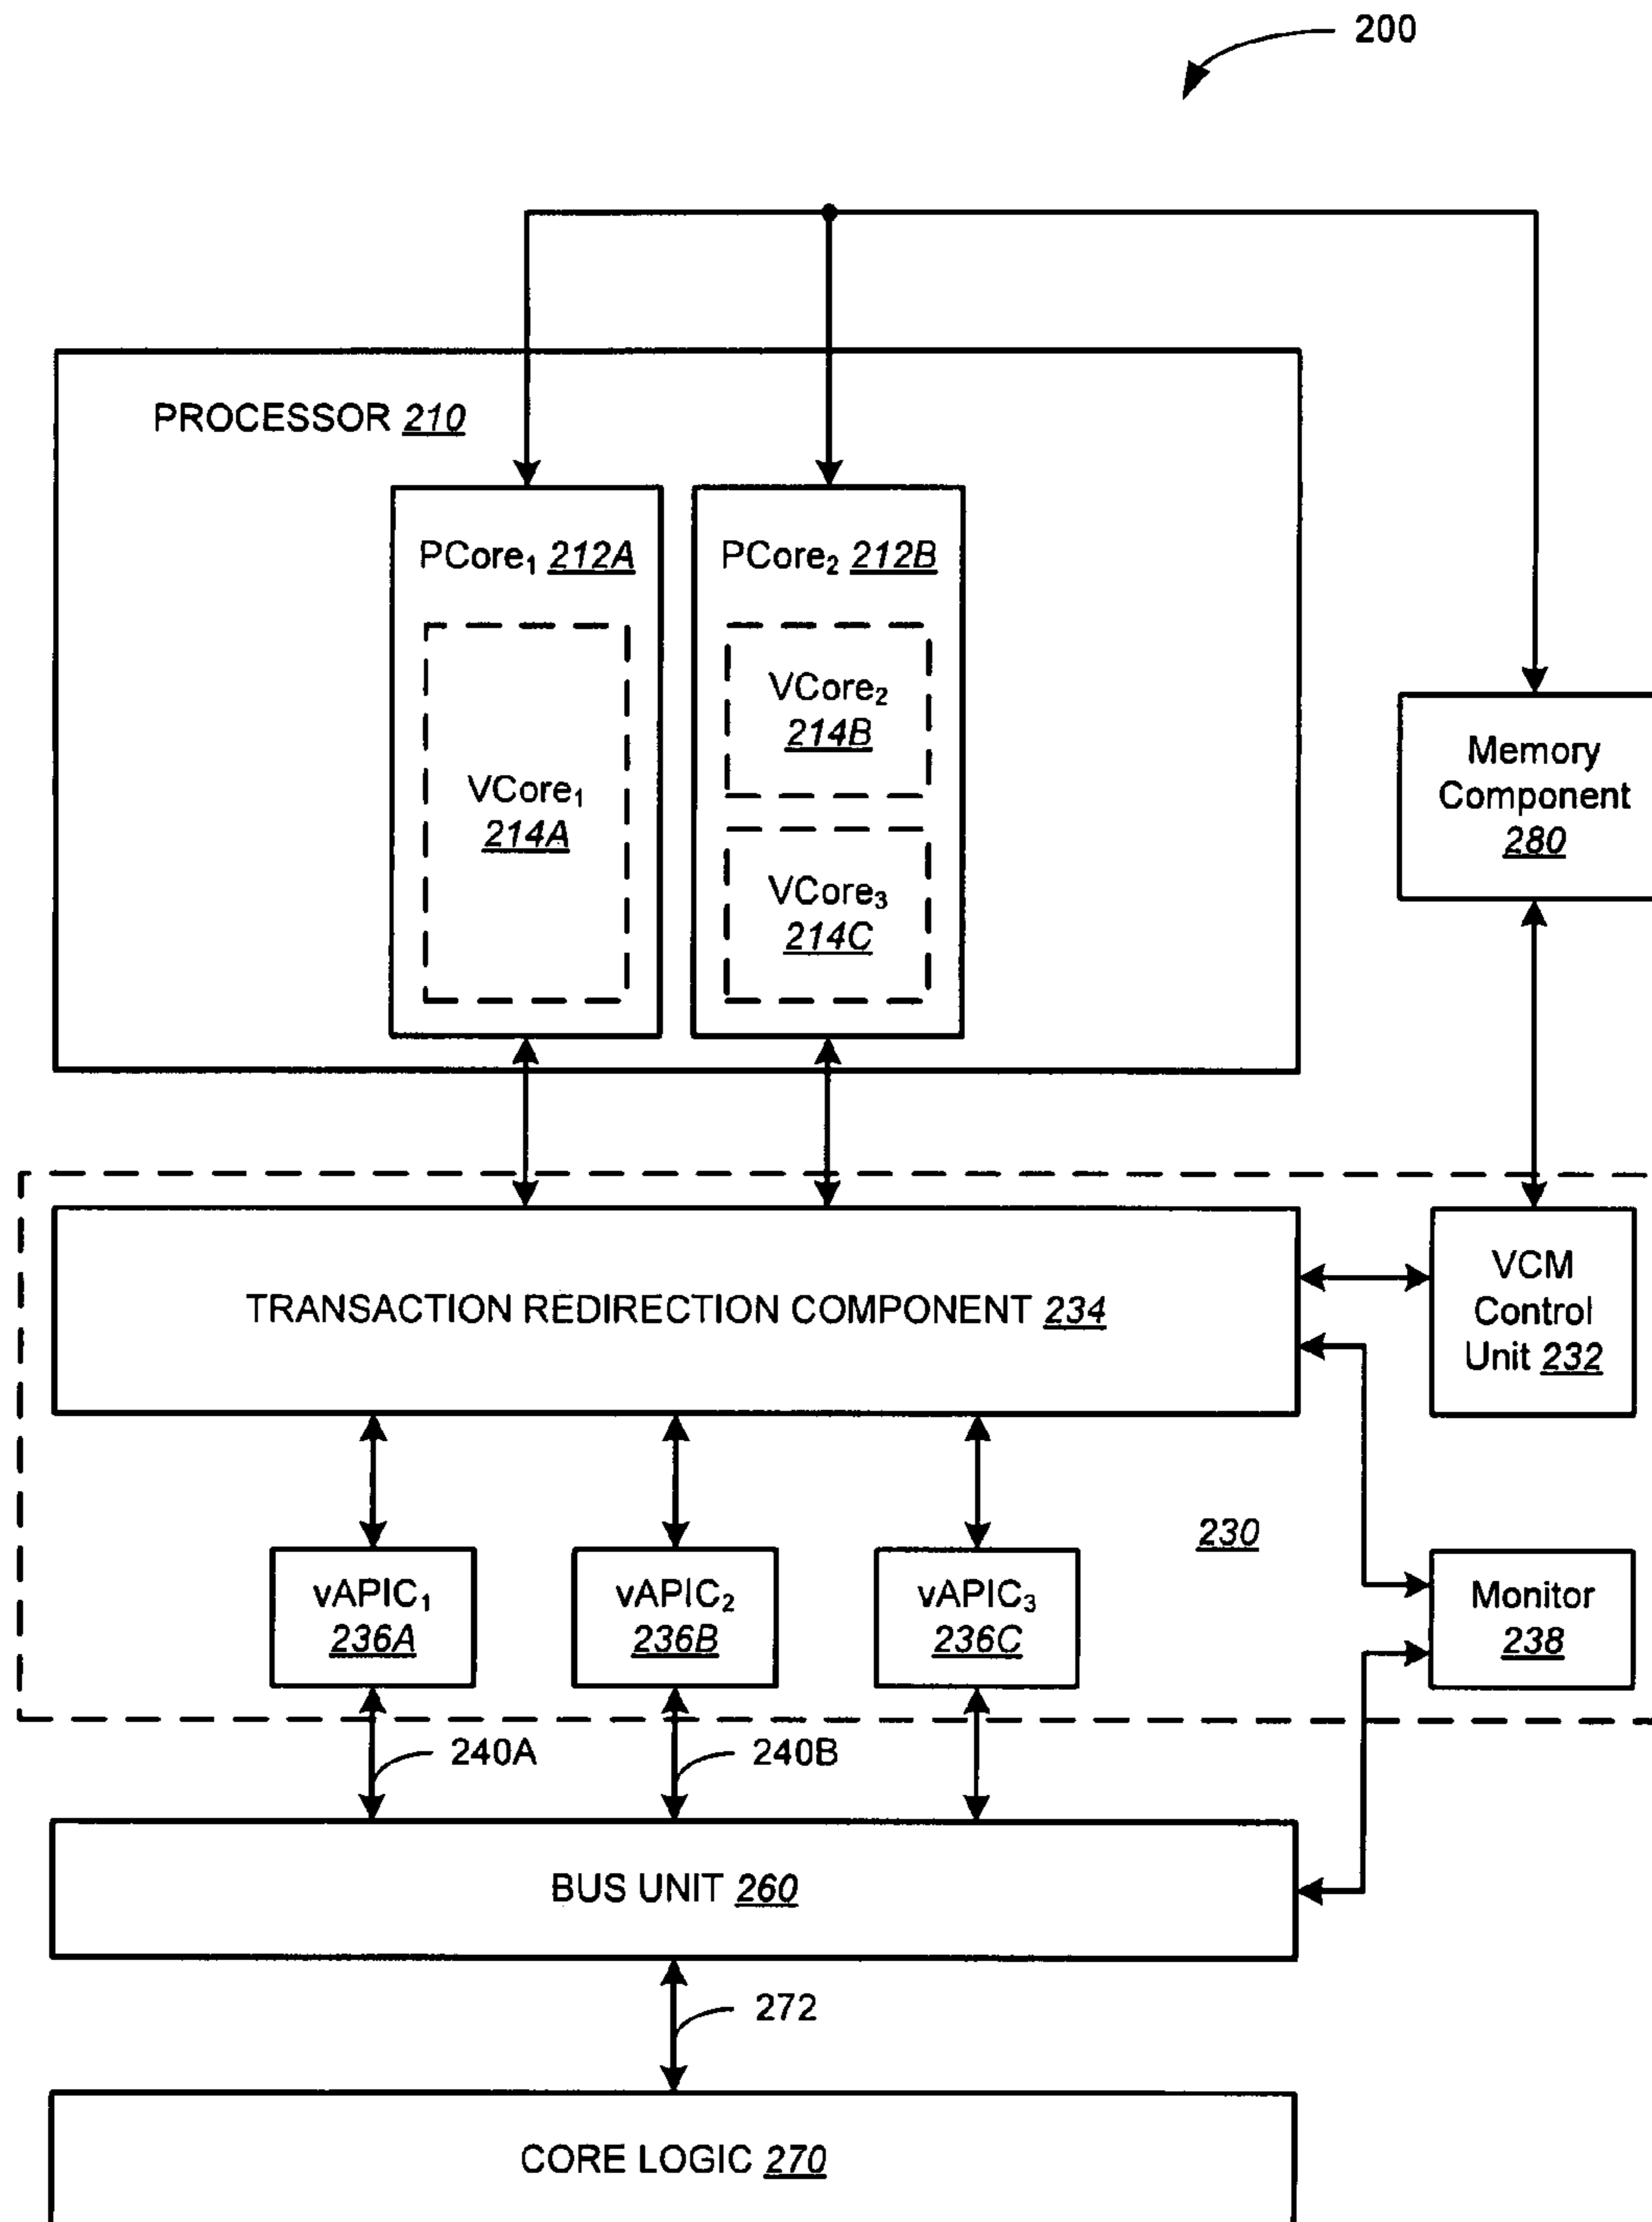 200
PROCESSOR 210
PCore₁ 212A
PCore₂ 212B
VCore₁
214A
VCore₂
214B
VCore₃
214C
Memory
Component
280
TRANSACTION REDIRECTION COMPONENT 234
VCM
Control
Unit 232
230
vAPIC₁
236A
vAPIC₂
236B
vAPIC₃
236C
Monitor
238
240A
240B
BUS UNIT 260
272
CORE LOGIC 270